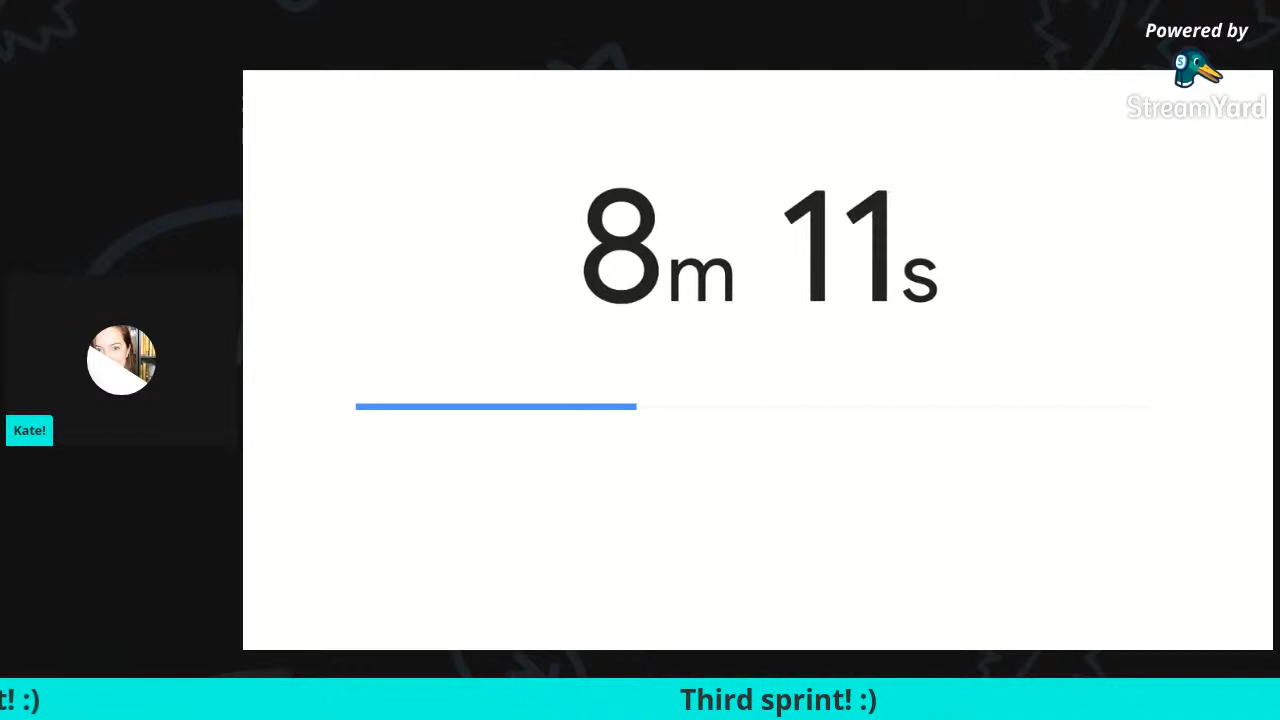 Powered by
StreamYard
8m 11s
Kate!
t! :)
Third sprint! :)